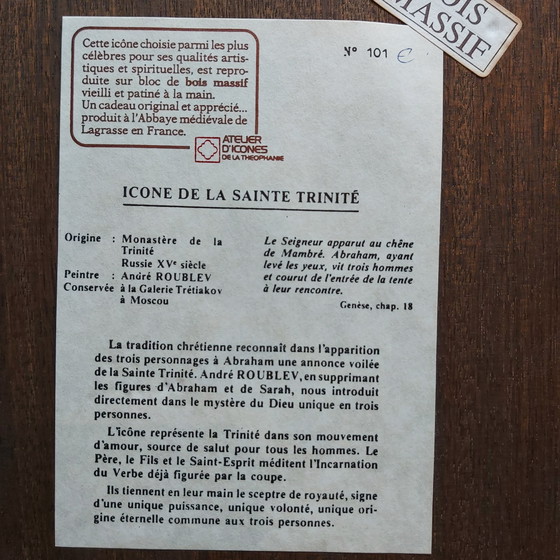 BOIS
MASSIF
Cette icône choisie parmi les plus
célèbres pour ses qualités artis-
tiques et spirituelles, est repro-
duite sur bloc de bois massif
vieilli et patiné à la main.
Un cadeau original et apprécié...
produit à l'Abbaye médiévale de
Lagrasse en France.
ATELIER
D'ICONES
DE LA THEOPHANIE
N° 101 €
ICONE DE LA SAINTE TRINITÉ
Origine : Monastère de la
Trinité
Russie XVe siècle
Peintre : André ROUBLEV
Conservée à la Galerie Trétiakov
à Moscou
Le Seigneur apparut au chêne
de Mambré. Abraham, ayant
levé les yeux, vit trois hommes
et courut de l'entrée de la tente
à leur rencontre.
Genèse, chap. 18
La tradition chrétienne reconnaît dans l'apparition
des trois personnages à Abraham une annonce voilée
de la Sainte Trinité. André ROUBLEV, en supprimant
les figures d'Abraham et de Sarah, nous introduit
directement dans le mystère du Dieu unique en trois
personnes.
L'icône représente la Trinité dans son mouvement
d'amour, source de salut pour tous les hommes. Le
Père, le Fils et le Saint-Esprit méditent l'Incarnation
du Verbe déjà figurée par la coupe.
Ils tiennent en leur main le sceptre de royauté, signe
d'une unique puissance, unique volonté, unique ori-
gine éternelle commune aux trois personnes.